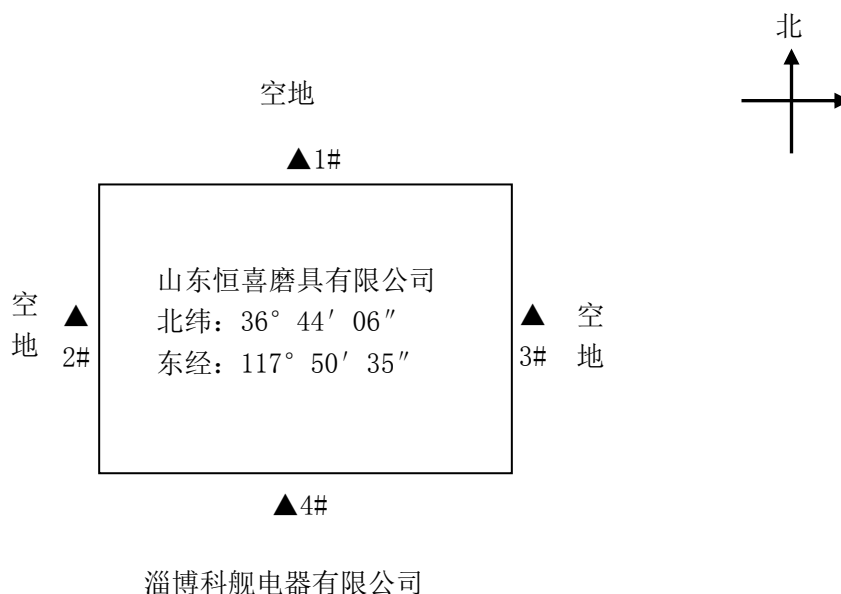 北
空地
▲1#
山东恒喜磨具有限公司
北纬：36° 44′ 06″
东经：117° 50′ 35″
空
地
▲
2#
▲
3#
空
地
▲4#
淄博科舰电器有限公司